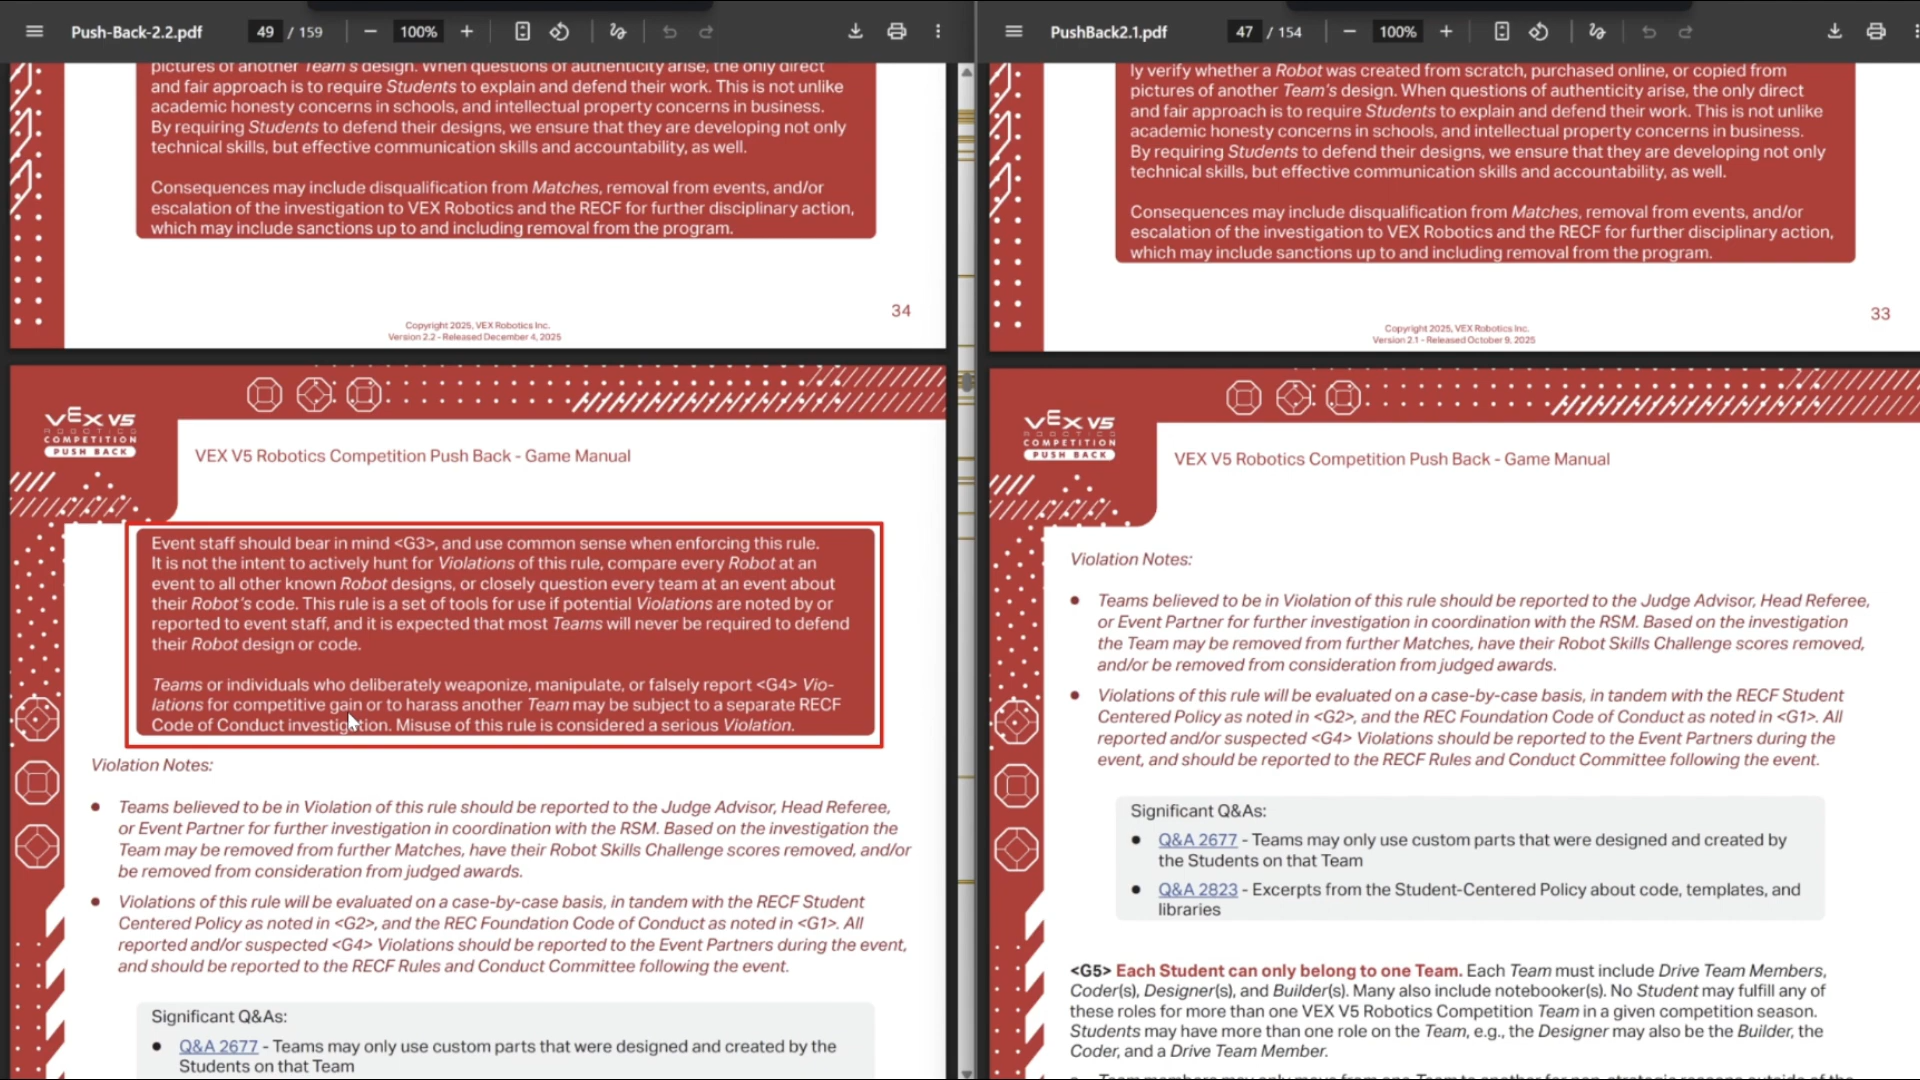 Push-Back-2.2.pdf
49 / 159
100%
pictures of another Team's design. When questions of authenticity arise, the only direct
and fair approach is to require Students to explain and defend their work. This is not unlike
academic honesty concerns in schools, and intellectual property concerns in business.
By requiring Students to defend their designs, we ensure that they are developing not only
technical skills, but effective communication skills and accountability, as well.
Consequences may include disqualification from Matches, removal from events, and/or
escalation of the investigation to VEX Robotics and the RECF for further disciplinary action,
which may include sanctions up to and including removal from the program.
34
Copyright 2025, VEX Robotics Inc.
Version 2.2 - Released December 4, 2025
VEX V5
ROBOTICS
COMPETITION
PUSH BACK
VEX V5 Robotics Competition Push Back - Game Manual
Event staff should bear in mind <G3>, and use common sense when enforcing this rule.
It is not the intent to actively hunt for Violations of this rule, compare every Robot at an
event to all other known Robot designs, or closely question every team at an event about
their Robot's code. This rule is a set of tools for use if potential Violations are noted by or
reported to event staff, and it is expected that most Teams will never be required to defend
their Robot design or code.
Teams or individuals who deliberately weaponize, manipulate, or falsely report <G4> Vio-
lations for competitive gain or to harass another Team may be subject to a separate RECF
Code of Conduct investigation. Misuse of this rule is considered a serious Violation.
Violation Notes:
• Teams believed to be in Violation of this rule should be reported to the Judge Advisor, Head Referee,
or Event Partner for further investigation in coordination with the RSM. Based on the investigation the
Team may be removed from further Matches, have their Robot Skills Challenge scores removed, and/or
be removed from consideration from judged awards.
• Violations of this rule will be evaluated on a case-by-case basis, in tandem with the RECF Student
Centered Policy as noted in <G2>, and the REC Foundation Code of Conduct as noted in <G1>. All
reported and/or suspected <G4> Violations should be reported to the Event Partners during the event,
and should be reported to the RECF Rules and Conduct Committee following the event.
Significant Q&As:
• Q&A 2677 - Teams may only use custom parts that were designed and created by the
Students on that Team
PushBack2.1.pdf
47 / 154
100%
ly verify whether a Robot was created from scratch, purchased online, or copied from
pictures of another Team's design. When questions of authenticity arise, the only direct
and fair approach is to require Students to explain and defend their work. This is not unlike
academic honesty concerns in schools, and intellectual property concerns in business.
By requiring Students to defend their designs, we ensure that they are developing not only
technical skills, but effective communication skills and accountability, as well.
Consequences may include disqualification from Matches, removal from events, and/or
escalation of the investigation to VEX Robotics and the RECF for further disciplinary action,
which may include sanctions up to and including removal from the program.
33
Copyright 2025, VEX Robotics Inc.
Version 2.1 - Released October 9, 2025
VEX V5
ROBOTICS
COMPETITION
PUSH BACK
VEX V5 Robotics Competition Push Back - Game Manual
Violation Notes:
• Teams believed to be in Violation of this rule should be reported to the Judge Advisor, Head Referee,
or Event Partner for further investigation in coordination with the RSM. Based on the investigation
the Team may be removed from further Matches, have their Robot Skills Challenge scores removed,
and/or be removed from consideration from judged awards.
• Violations of this rule will be evaluated on a case-by-case basis, in tandem with the RECF Student
Centered Policy as noted in <G2>, and the REC Foundation Code of Conduct as noted in <G1>. All
reported and/or suspected <G4> Violations should be reported to the Event Partners during the
event, and should be reported to the RECF Rules and Conduct Committee following the event.
Significant Q&As:
• Q&A 2677 - Teams may only use custom parts that were designed and created by
the Students on that Team
• Q&A 2823 - Excerpts from the Student-Centered Policy about code, templates, and
libraries
<G5> Each Student can only belong to one Team. Each Team must include Drive Team Members,
Coder(s), Designer(s), and Builder(s). Many also include notebooker(s). No Student may fulfill any of
these roles for more than one VEX V5 Robotics Competition Team in a given competition season.
Students may have more than one role on the Team, e.g., the Designer may also be the Builder, the
Coder, and a Drive Team Member.